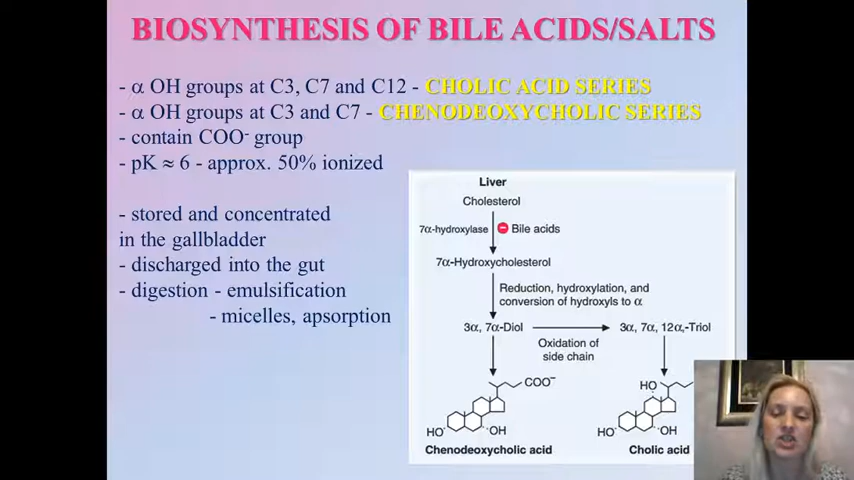 BIOSYNTHESIS OF BILE ACIDS/SALTS
- α OH groups at C3, C7 and C12 - CHOLIC ACID SERIES
- α OH groups at C3 and C7 - CHENODEOXYCHOLIC SERIES
- contain COO⁻ group
- pK ≈ 6 - approx. 50% ionized
- stored and concentrated
in the gallbladder
- discharged into the gut
- digestion - emulsification
- micelles, apsorption
Liver
Cholesterol
7α-hydroxylase
Bile acids
7α-Hydroxycholesterol
Reduction, hydroxylation, and
conversion of hydroxyls to α
3α, 7α-Diol
3α, 7α, 12α,-Triol
Oxidation of
side chain
COO⁻
HO
HO
OH
HO
OH
Chenodeoxycholic acid
Cholic acid